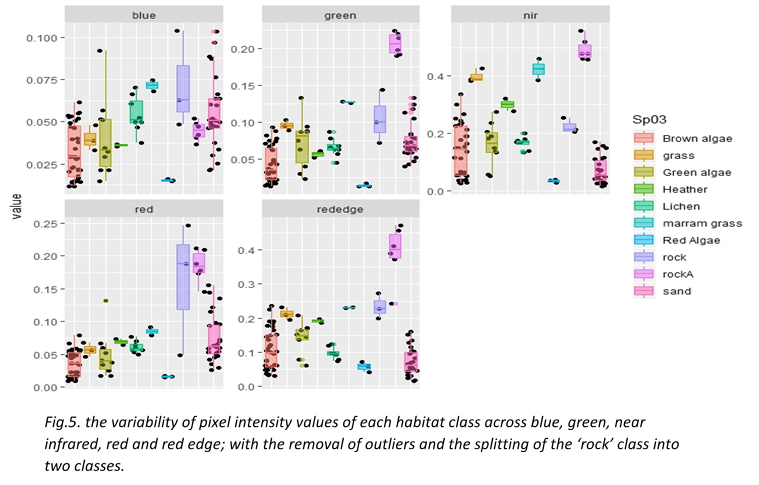 blue
green
nir
0.100
0.075
0.050
0.025
0.20
0.15
0.10
0.05
0.4
0.2
0.0
value
red
rededge
0.25
0.20
0.15
0.10
0.05
0.00
0.4
0.3
0.2
0.1
0.0
Sp03
Brown algae
grass
Green algae
Heather
Lichen
marram grass
Red Algae
rock
rockA
sand
Fig.5. the variability of pixel intensity values of each habitat class across blue, green, near
infrared, red and red edge; with the removal of outliers and the splitting of the ‘rock’ class into
two classes.